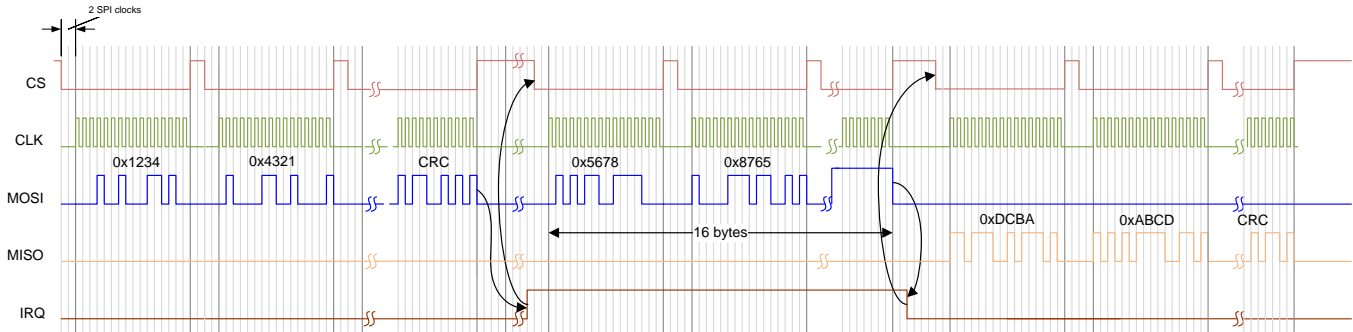 2 SPI clocks
CS
CLK
0x1234
0x4321
CRC
0x5678
0x8765
MOSI
16 bytes
0xDCBA
0xABCD
CRC
MISO
IRQ